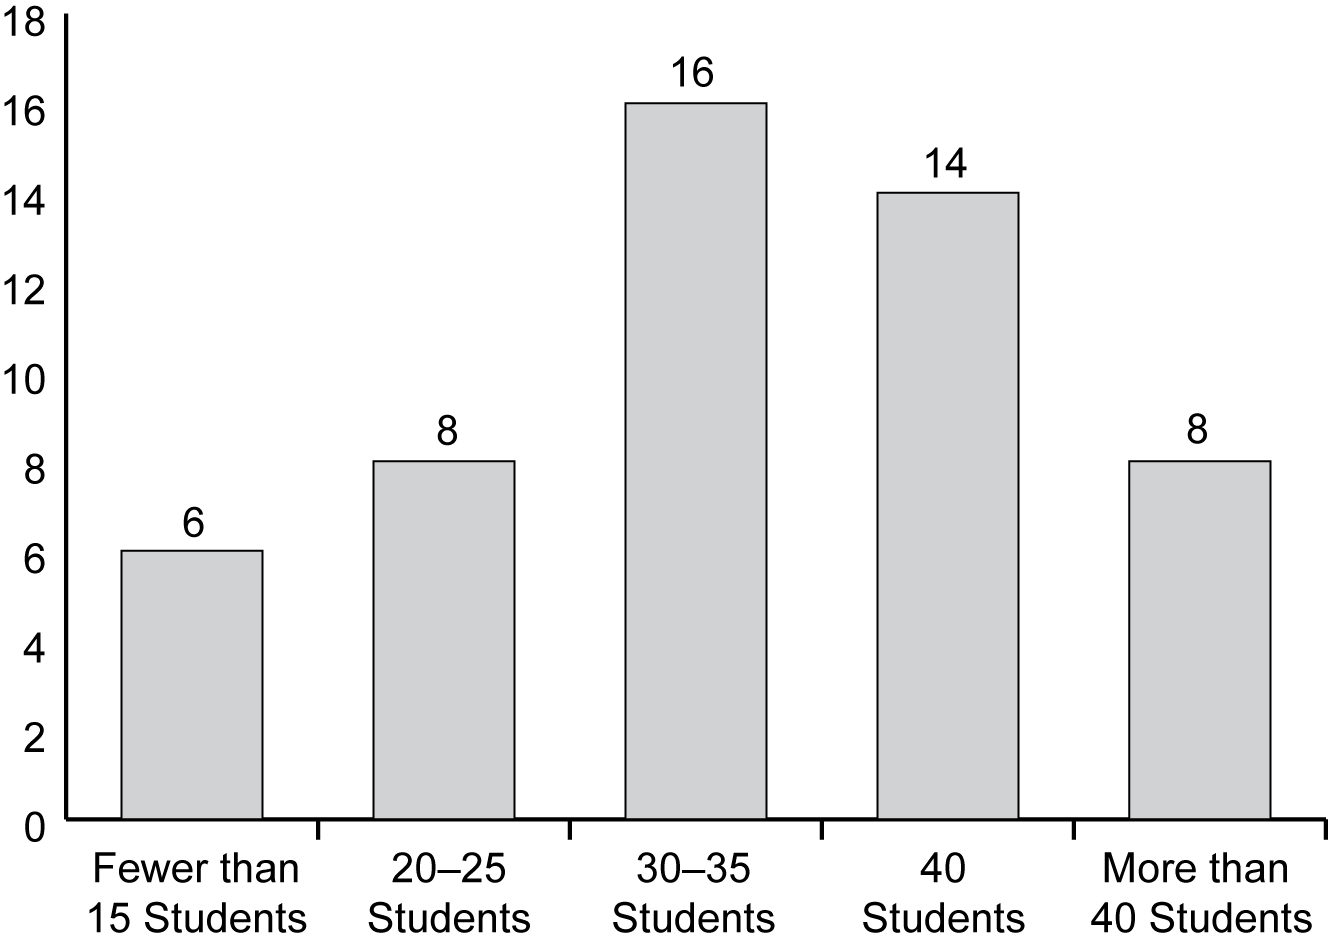 18
16
14
12
10
8
6
4
2
0
6
8
16
14
8
Fewer than
15 Students
20–25
Students
30–35
Students
40
Students
More than
40 Students